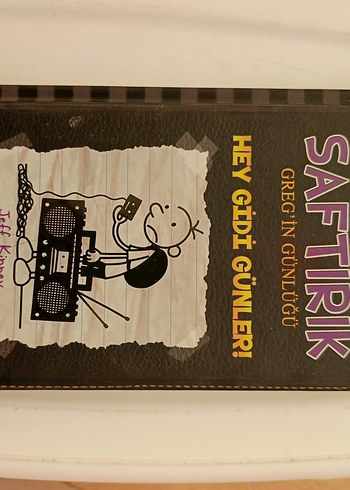 SAFTIRIK
GREG'İN GÜNLÜĞÜ
HEY GİDİ GÜNLER!
Jeff Kinney